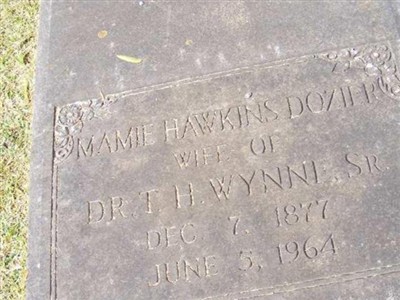 MAMIE HAWKINS DOZIER
WIFE OF
DR. T. H. WYNNE, SR.
DEC 7, 1877
JUNE 5, 1964